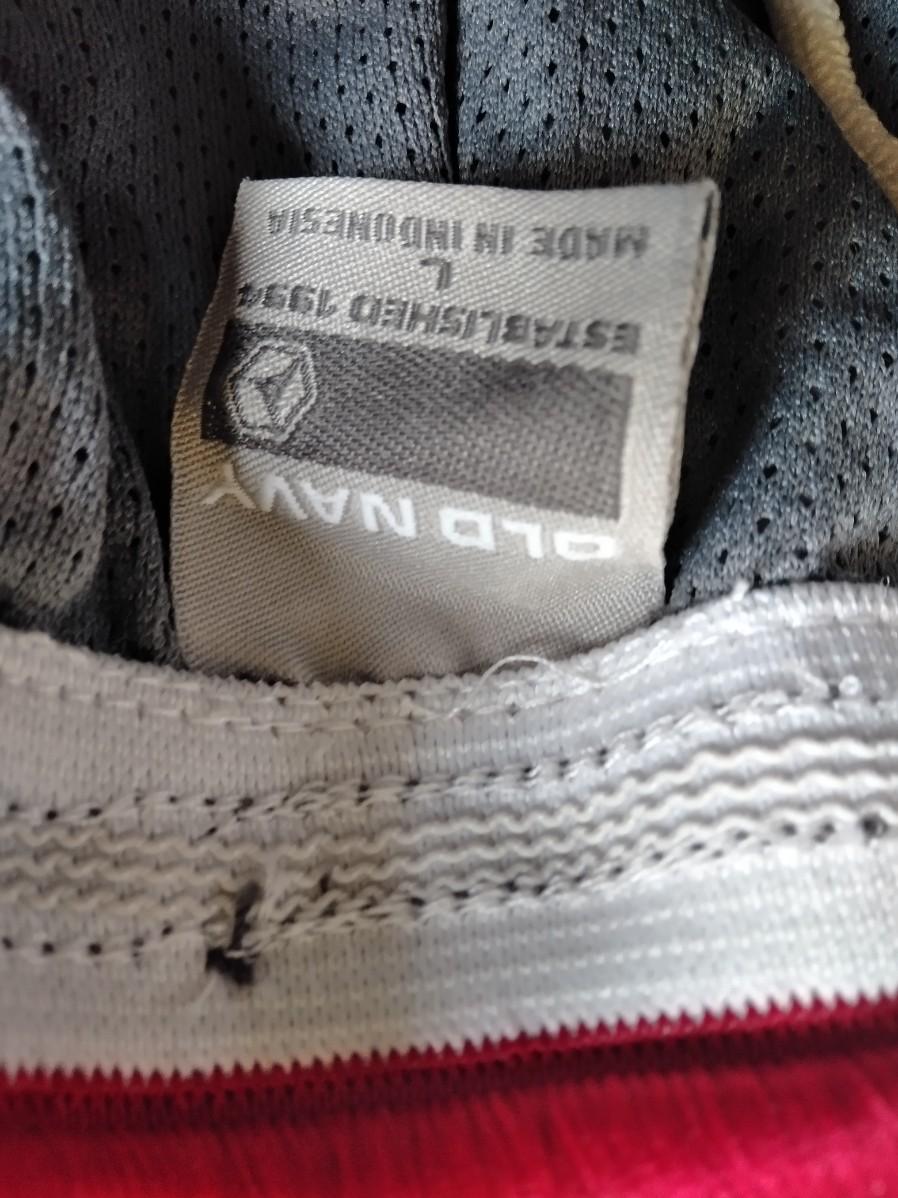 OLD NAVY
ESTABLISHED 1994
L
MADE IN INDONESIA